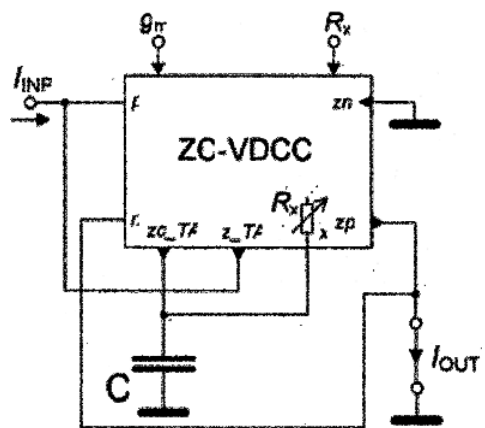 gm Rx
IINP
p zn
ZC-VDCC
Rx
n zc_TA z_TA x zp
C
IOUT